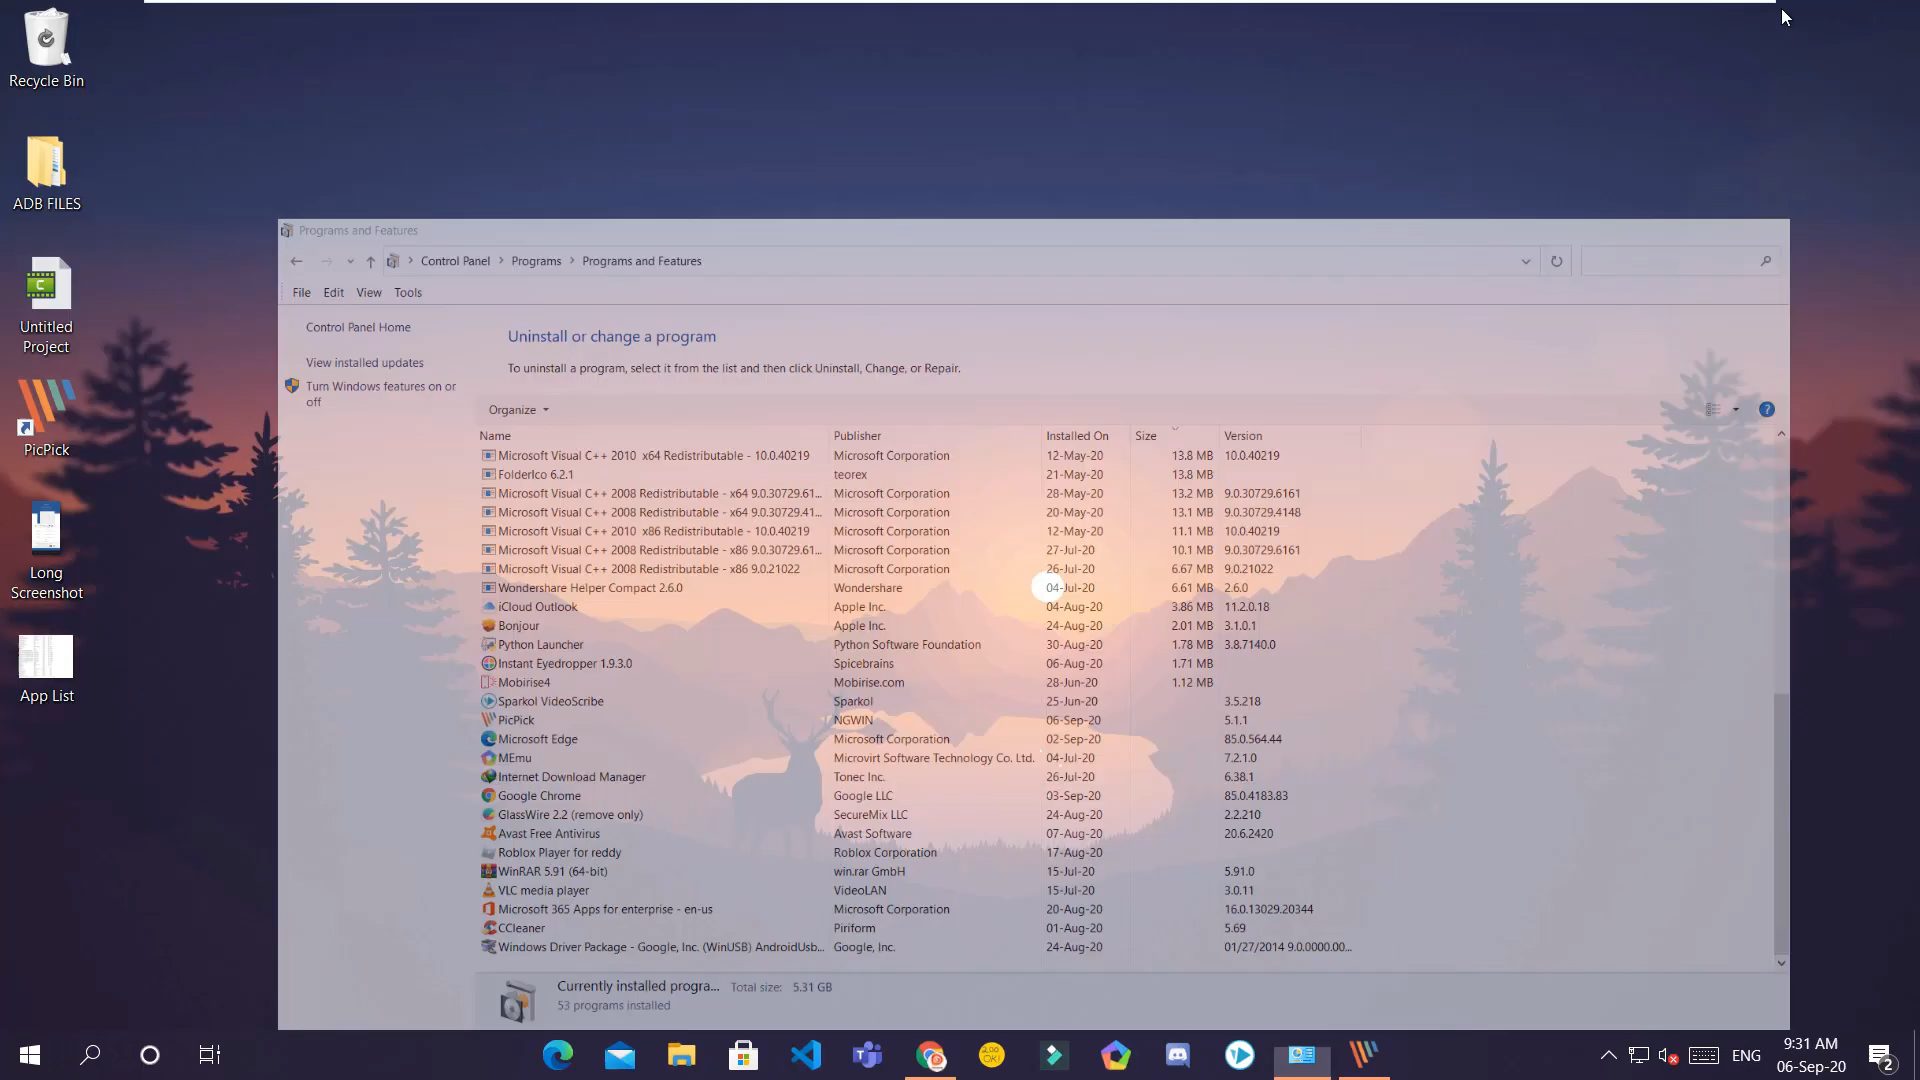 Recycle Bin
ADB FILES
Untitled
Project
PicPick
Long
Screenshot
App List
Programs and Features
Control Panel > Programs > Programs and Features
File Edit View Tools
Control Panel Home
View installed updates
Turn Windows features on or
off
Uninstall or change a program
To uninstall a program, select it from the list and then click Uninstall, Change, or Repair.
Organize
Name Publisher Installed On Size Version
Microsoft Visual C++ 2010 x64 Redistributable - 10.0.40219 Microsoft Corporation 12-May-20 13.8 MB 10.0.40219
FolderIco 6.2.1 teorex 21-May-20 13.8 MB
Microsoft Visual C++ 2008 Redistributable - x64 9.0.30729.61... Microsoft Corporation 28-May-20 13.2 MB 9.0.30729.6161
Microsoft Visual C++ 2008 Redistributable - x64 9.0.30729.41... Microsoft Corporation 20-May-20 13.1 MB 9.0.30729.4148
Microsoft Visual C++ 2010 x86 Redistributable - 10.0.40219 Microsoft Corporation 12-May-20 11.1 MB 10.0.40219
Microsoft Visual C++ 2008 Redistributable - x86 9.0.30729.61... Microsoft Corporation 27-Jul-20 10.1 MB 9.0.30729.6161
Microsoft Visual C++ 2008 Redistributable - x86 9.0.21022 Microsoft Corporation 26-Jul-20 6.67 MB 9.0.21022
Wondershare Helper Compact 2.6.0 Wondershare 04-Jul-20 6.61 MB 2.6.0
iCloud Outlook Apple Inc. 04-Aug-20 3.86 MB 11.2.0.18
Bonjour Apple Inc. 24-Aug-20 2.01 MB 3.1.0.1
Python Launcher Python Software Foundation 30-Aug-20 1.78 MB 3.8.7140.0
Instant Eyedropper 1.9.3.0 Spicebrains 06-Aug-20 1.71 MB
Mobirise4 Mobirise.com 28-Jun-20 1.12 MB
Sparkol VideoScribe Sparkol 25-Jun-20 3.5.218
PicPick NGWIN 06-Sep-20 5.1.1
Microsoft Edge Microsoft Corporation 02-Sep-20 85.0.564.44
MEmu Microvirt Software Technology Co. Ltd. 04-Jul-20 7.2.1.0
Internet Download Manager Tonec Inc. 26-Jul-20 6.38.1
Google Chrome Google LLC 03-Sep-20 85.0.4183.83
GlassWire 2.2 (remove only) SecureMix LLC 24-Aug-20 2.2.210
Avast Free Antivirus Avast Software 07-Aug-20 20.6.2420
Roblox Player for reddy Roblox Corporation 17-Aug-20
WinRAR 5.91 (64-bit) win.rar GmbH 15-Jul-20 5.91.0
VLC media player VideoLAN 15-Jul-20 3.0.11
Microsoft 365 Apps for enterprise - en-us Microsoft Corporation 20-Aug-20 16.0.13029.20344
CCleaner Piriform 01-Aug-20 5.69
Windows Driver Package - Google, Inc. (WinUSB) AndroidUsb... Google, Inc. 24-Aug-20 01/27/2014 9.0.0000.00...
Currently installed progra... Total size: 5.31 GB
53 programs installed
ENG
9:31 AM
06-Sep-20
2